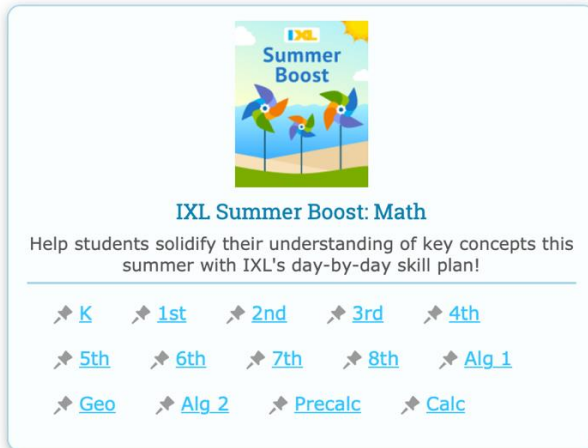 IXL
Summer
Boost
IXL Summer Boost: Math
Help students solidify their understanding of key concepts this
summer with IXL's day-by-day skill plan!
K 1st 2nd 3rd 4th
5th 6th 7th 8th Alg 1
Geo Alg 2 Precalc Calc